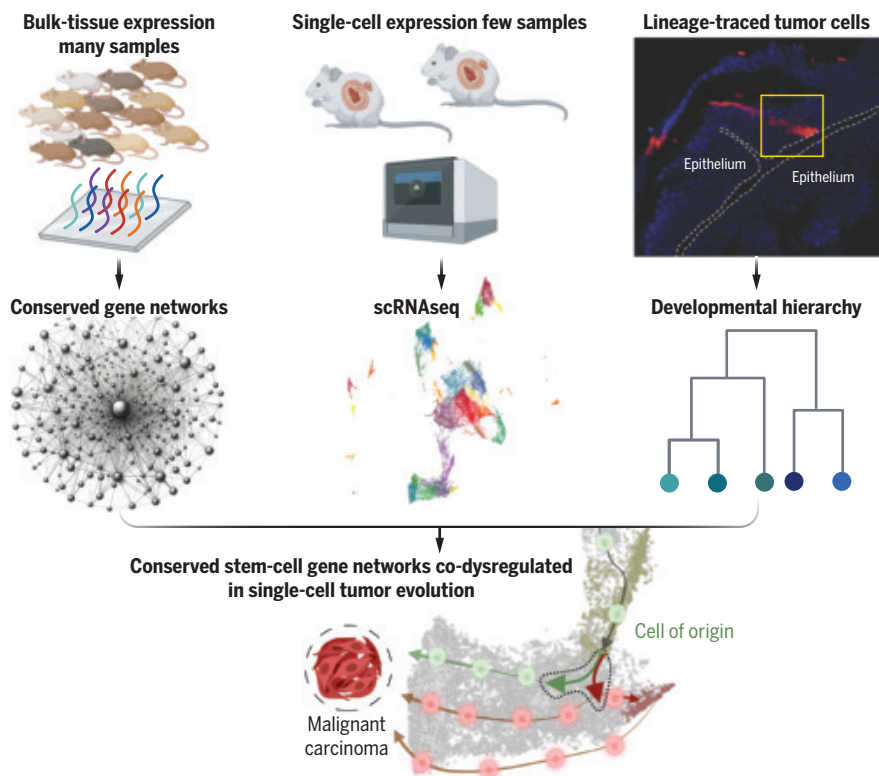 Bulk-tissue expression
many samples
Single-cell expression few samples
Lineage-traced tumor cells
Epithelium
Epithelium
Conserved gene networks
scRNAseq
Developmental hierarchy
Conserved stem-cell gene networks co-dysregulated
in single-cell tumor evolution
Cell of origin
Malignant
carcinoma